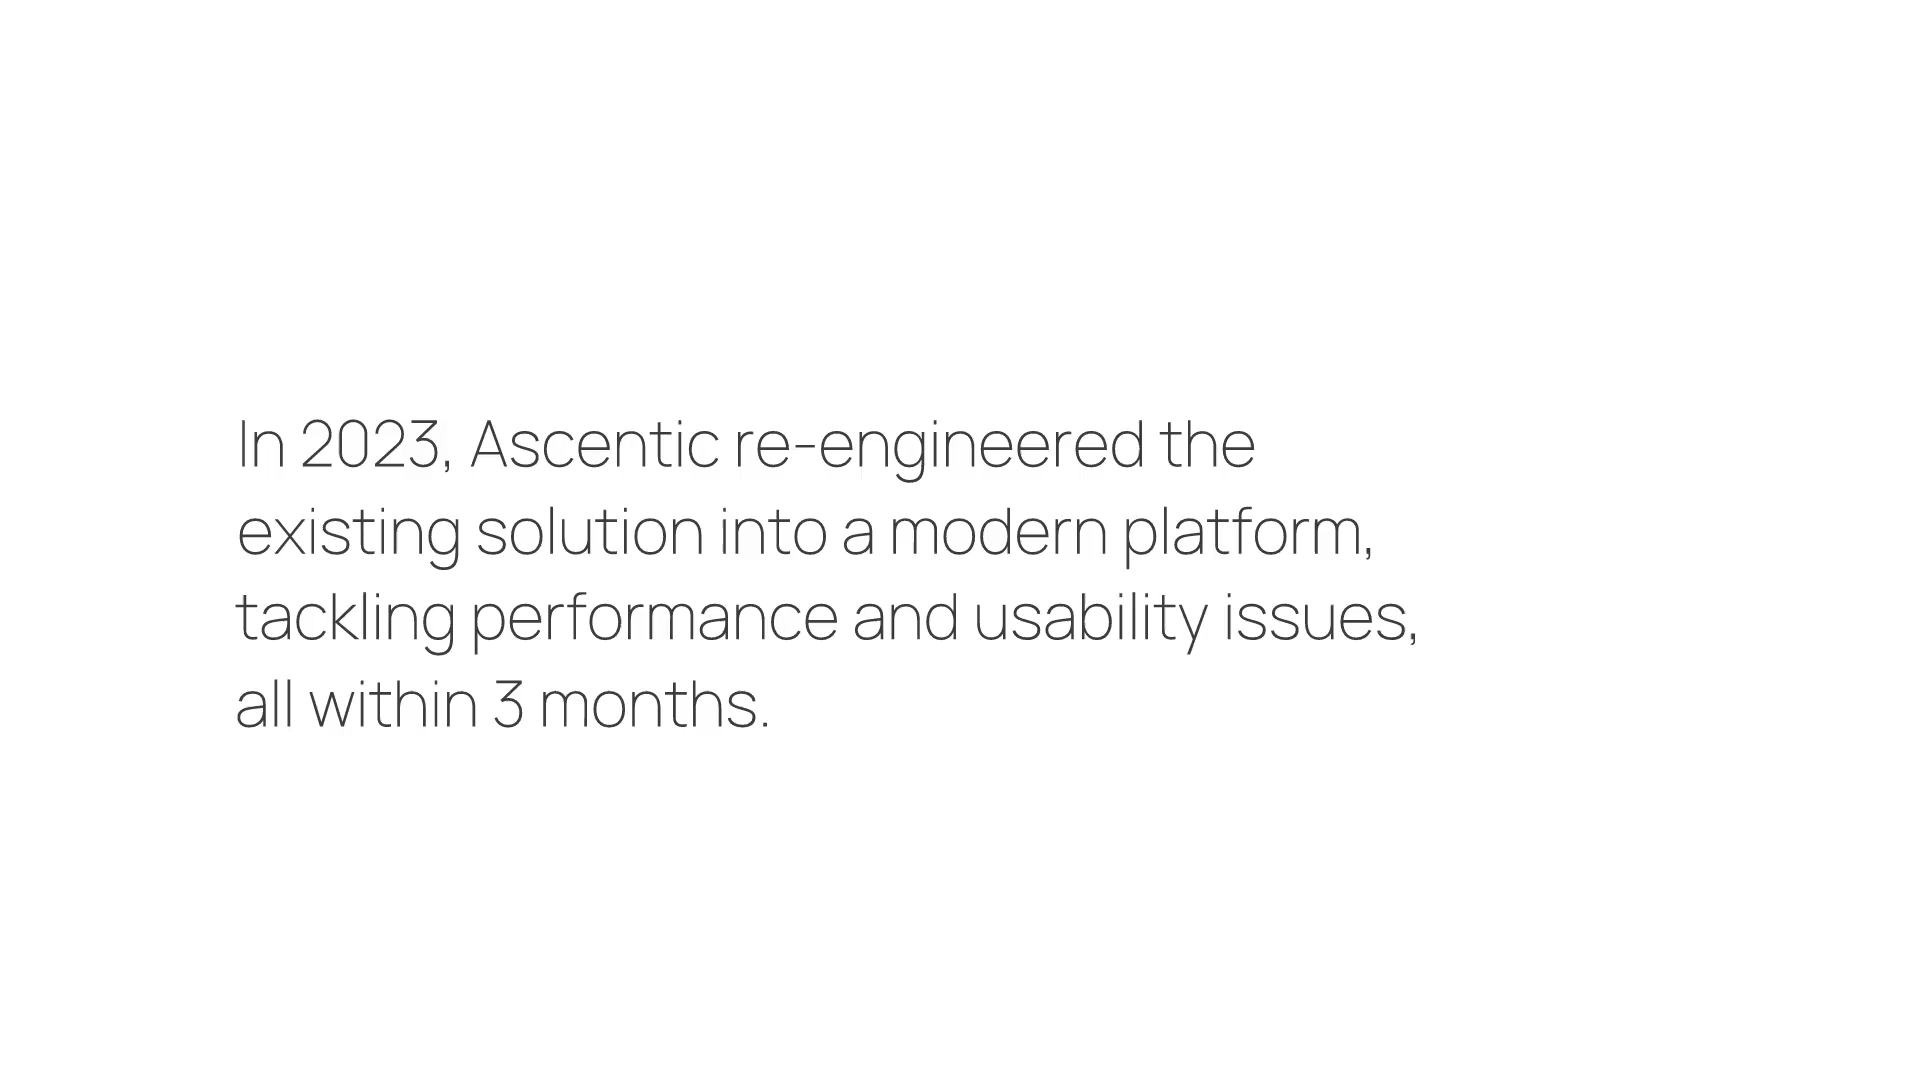 In 2023, Ascentic re-engineered the
existing solution into a modern platform,
tackling performance and usability issues,
all within 3 months.